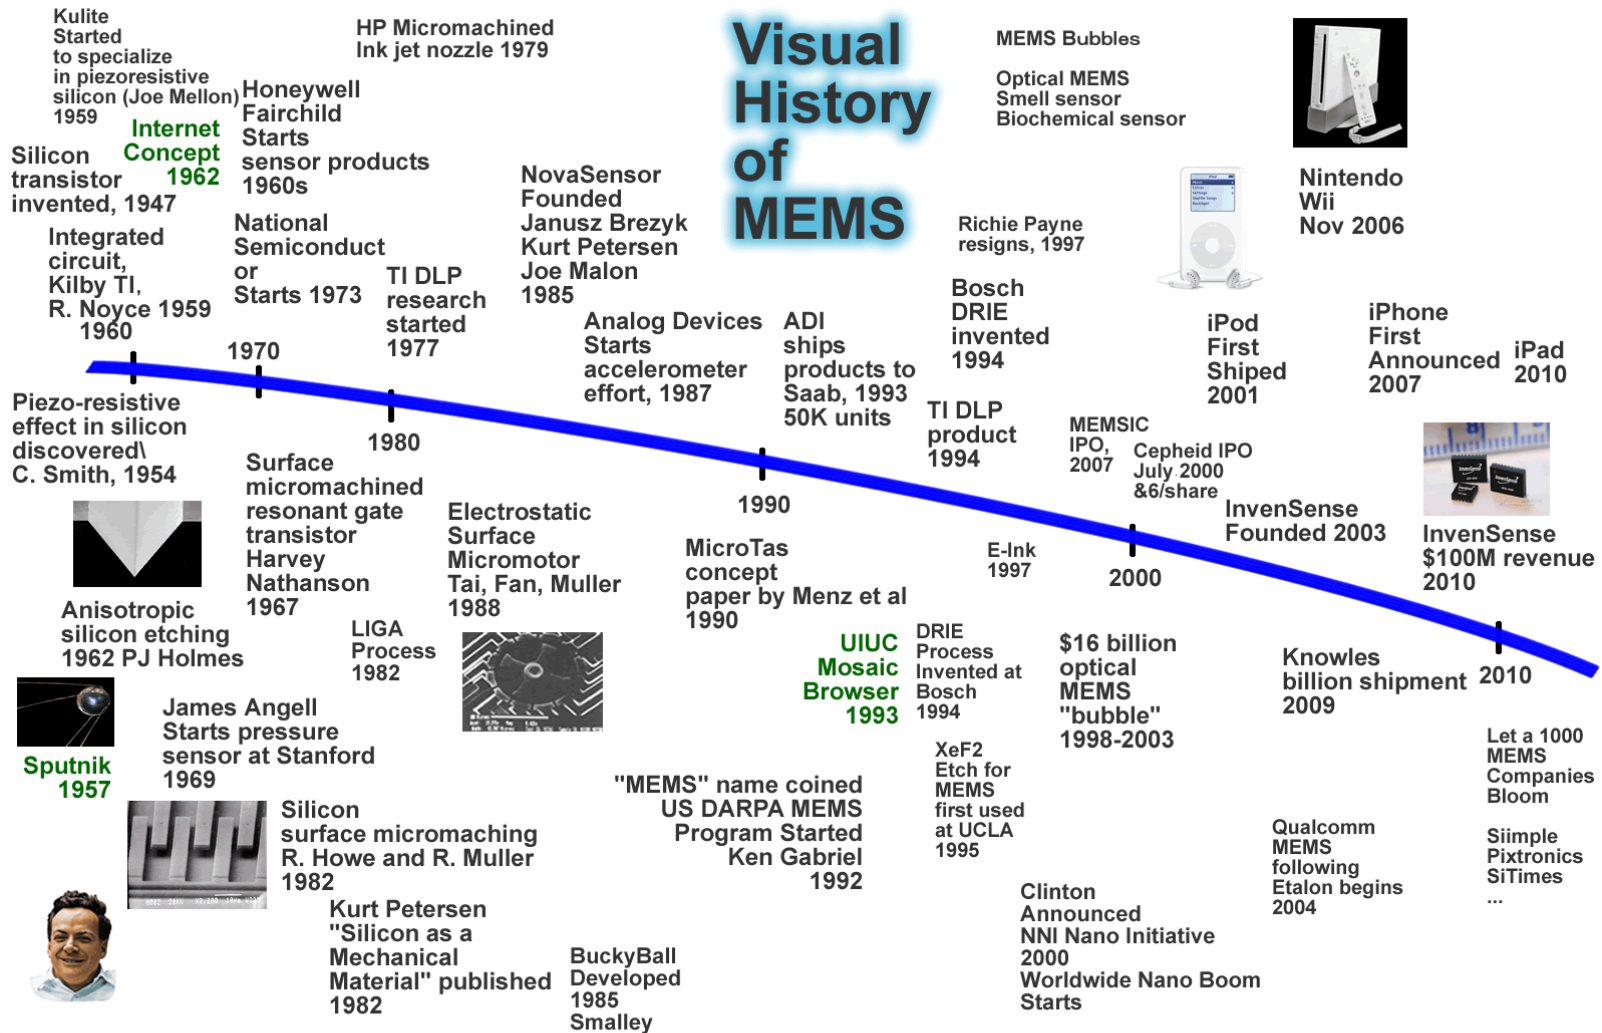 Kulite
Started
to specialize
in piezoresistive
silicon (Joe Mellon)
1959
HP Micromachined
Ink jet nozzle 1979
Visual
History
of
MEMS
MEMS Bubbles
Optical MEMS
Smell sensor
Biochemical sensor
Honeywell
Fairchild
Starts
sensor products
1960s
Internet
Concept
1962
Silicon
transistor
invented, 1947
Integrated
circuit,
Kilby TI,
R. Noyce 1959
National
Semiconduct
or
Starts 1973
TI DLP
research
started
1977
NovaSensor
Founded
Janusz Brezyk
Kurt Petersen
Joe Malon
1985
Analog Devices
Starts
accelerometer
effort, 1987
ADI
ships
products to
Saab, 1993
50K units
Richie Payne
resigns, 1997
Bosch
DRIE
invented
1994
TI DLP
product
1994
Nintendo
Wii
Nov 2006
iPod
First
Shiped
2001
iPhone
First
Announced
2007
iPad
2010
MEMSIC
IPO,
2007
Cepheid IPO
July 2000
&6/share
InvenSense
Founded 2003
InvenSense
$100M revenue
2010
1960
1970
1980
1990
2000
2010
Piezo-resistive
effect in silicon
discovered\
C. Smith, 1954
Anisotropic
silicon etching
1962 PJ Holmes
Sputnik
1957
Surface
micromachined
resonant gate
transistor
Harvey
Nathanson
1967
James Angell
Starts pressure
sensor at Stanford
1969
LIGA
Process
1982
Electrostatic
Surface
Micromotor
Tai, Fan, Muller
1988
Silicon
surface micromaching
R. Howe and R. Muller
1982
Kurt Petersen
"Silicon as a
Mechanical
Material" published
1982
BuckyBall
Developed
1985
Smalley
MicroTas
concept
paper by Menz et al
1990
"MEMS" name coined
US DARPA MEMS
Program Started
Ken Gabriel
1992
UIUC
Mosaic
Browser
1993
E-Ink
1997
DRIE
Process
Invented at
Bosch
1994
XeF2
Etch for
MEMS
first used
at UCLA
1995
$16 billion
optical
MEMS
"bubble"
1998-2003
Clinton
Announced
NNI Nano Initiative
2000
Worldwide Nano Boom
Starts
Knowles
billion shipment
2009
Qualcomm
MEMS
following
Etalon begins
2004
Let a 1000
MEMS
Companies
Bloom
Siimple
Pixtronics
SiTimes
...